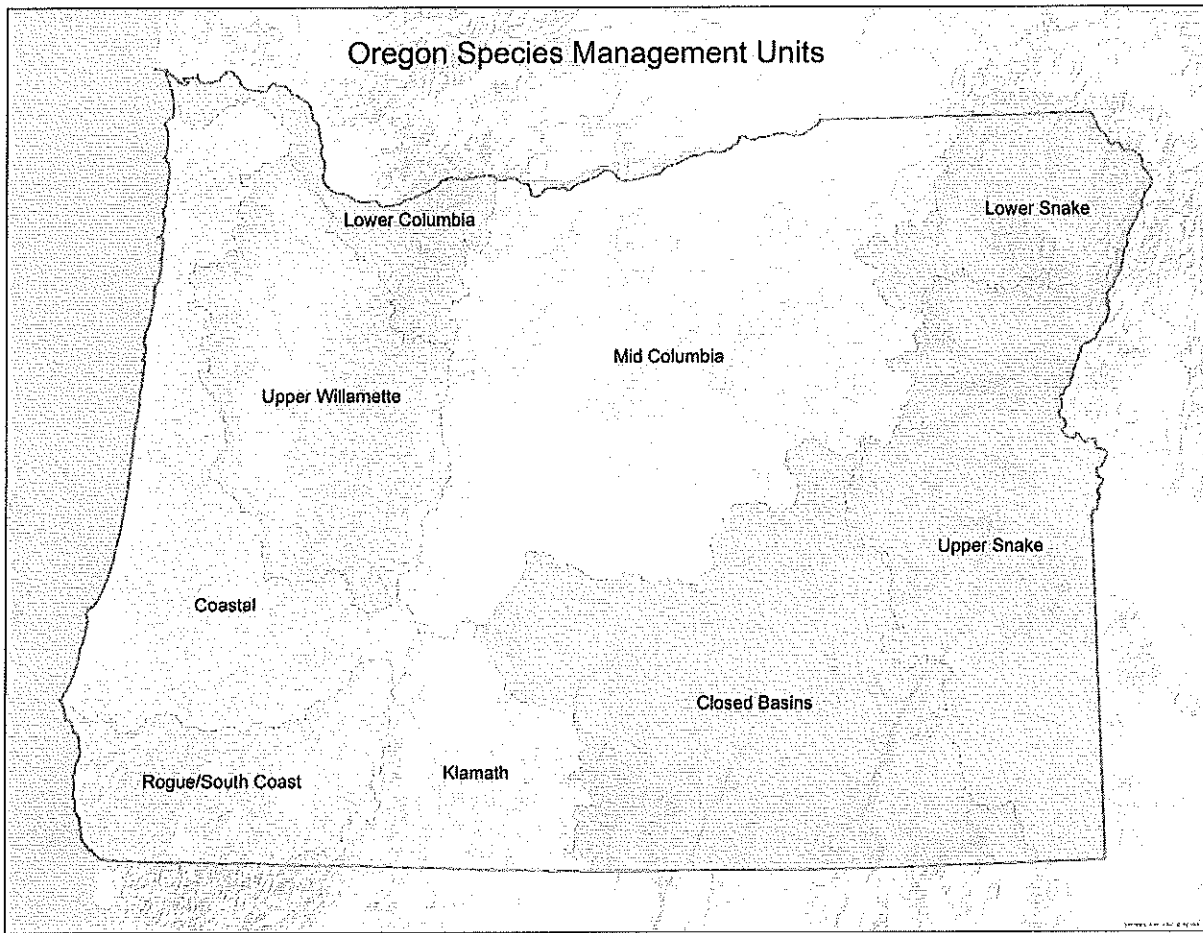 Oregon Species Management Units
Lower Columbia
Lower Snake
Mid Columbia
Upper Willamette
Upper Snake
Coastal
Closed Basins
Klamath
Rogue/South Coast